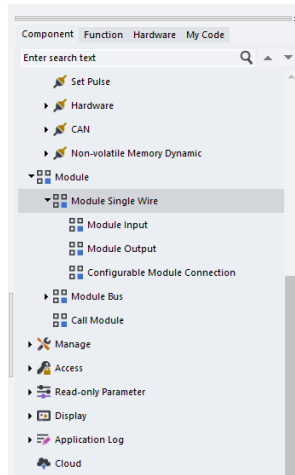 Component Function Hardware My Code
Enter search text
Set Pulse
Hardware
CAN
Non-volatile Memory Dynamic
Module
Module Single Wire
Module Input
Module Output
Configurable Module Connection
Module Bus
Call Module
Manage
Access
Read-only Parameter
Display
Application Log
Cloud